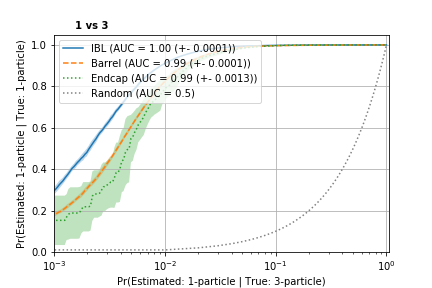 1 vs 3
IBL (AUC = 1.00 (+- 0.0001))
Barrel (AUC = 0.99 (+- 0.0001))
Endcap (AUC = 0.99 (+- 0.0013))
Random (AUC = 0.5)
Pr(Estimated: 1-particle | True: 1-particle)
1.0
0.8
0.6
0.4
0.2
0.0
10⁻³
10⁻²
10⁻¹
10⁰
Pr(Estimated: 1-particle | True: 3-particle)